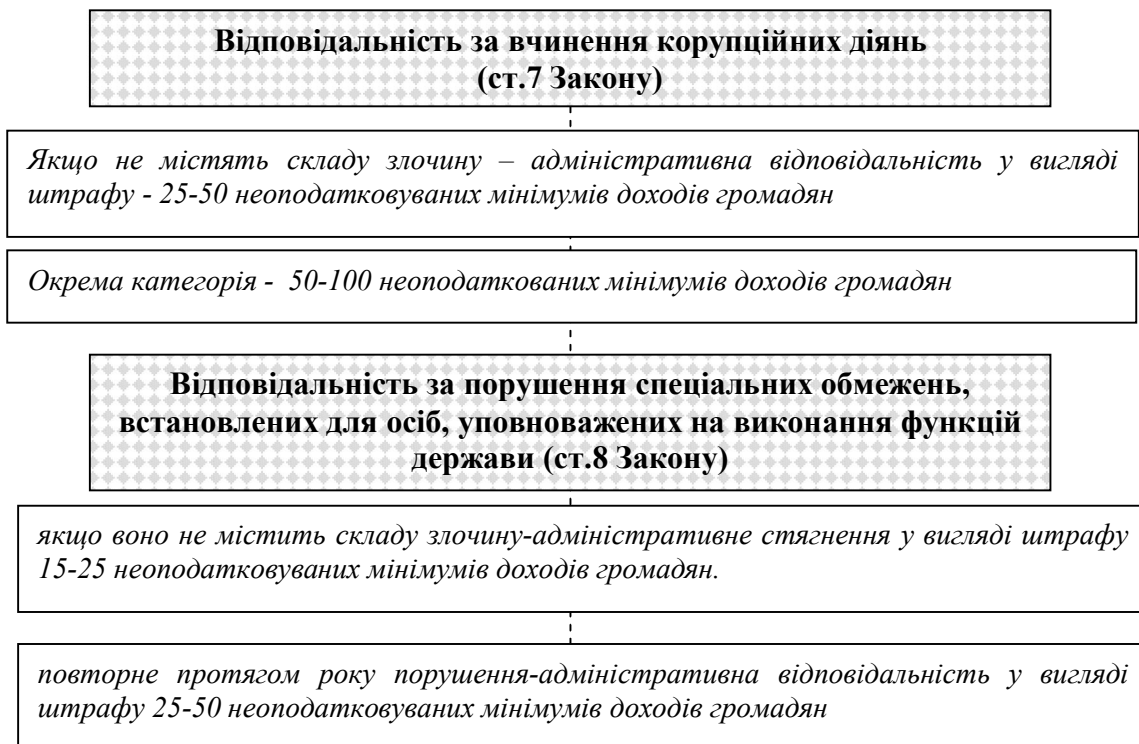 Відповідальність за вчинення корупційних діянь
(ст.7 Закону)
Якщо не містять складу злочину – адміністративна відповідальність у вигляді
штрафу - 25-50 неоподатковуваних мінімумів доходів громадян
Окрема категорія - 50-100 неоподаткованих мінімумів доходів громадян
Відповідальність за порушення спеціальних обмежень,
встановлених для осіб, уповноважених на виконання функцій
держави (ст.8 Закону)
якщо воно не містить складу злочину-адміністративне стягнення у вигляді штрафу
15-25 неоподатковуваних мінімумів доходів громадян.
повторне протягом року порушення-адміністративна відповідальність у вигляді
штрафу 25-50 неоподатковуваних мінімумів доходів громадян